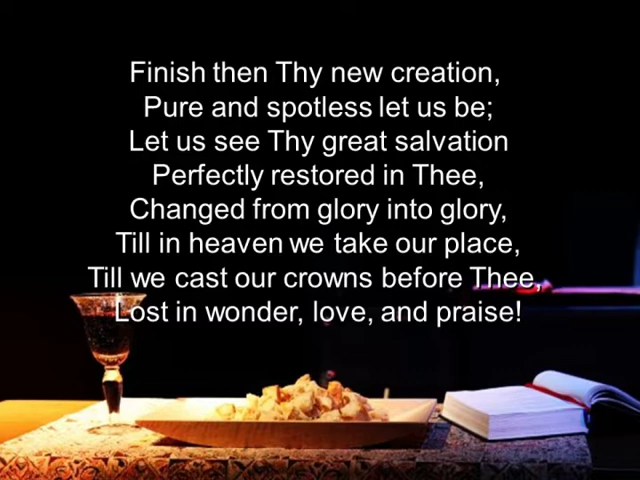 Finish then Thy new creation,
Pure and spotless let us be;
Let us see Thy great salvation
Perfectly restored in Thee,
Changed from glory into glory,
Till in heaven we take our place,
Till we cast our crowns before Thee,
Lost in wonder, love, and praise!